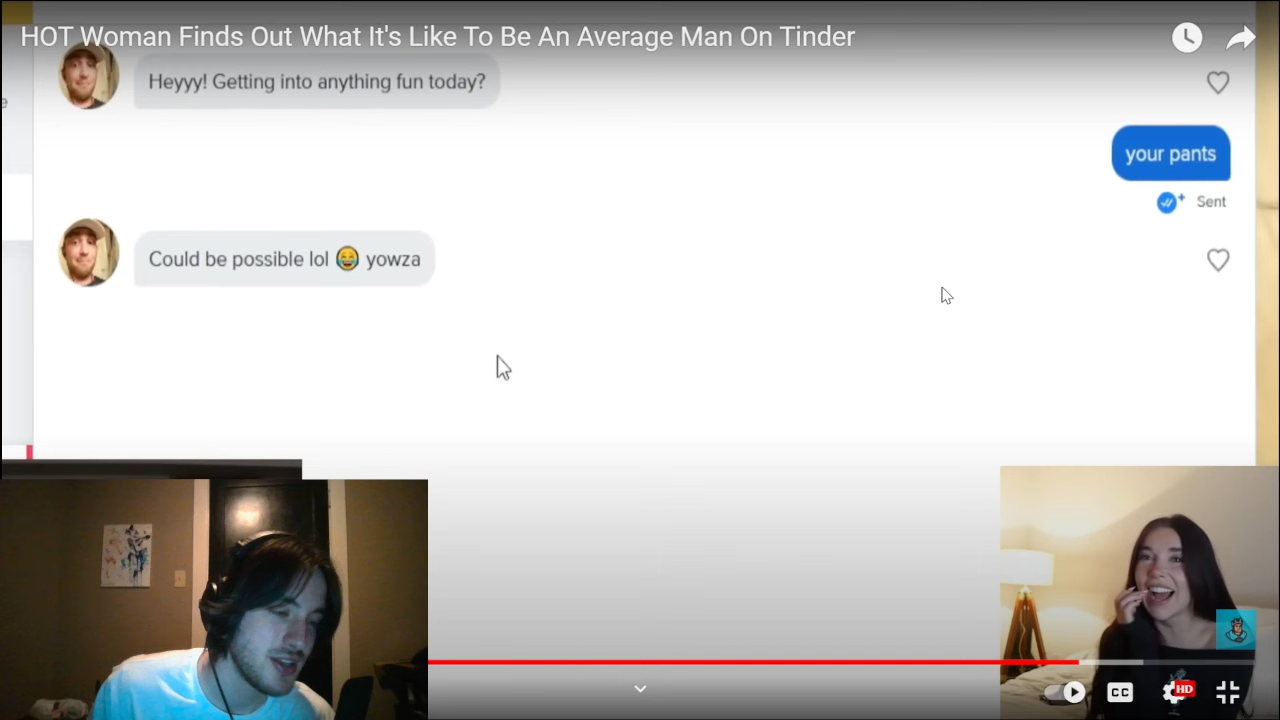 HOT Woman Finds Out What It's Like To Be An Average Man On Tinder
Heyyy! Getting into anything fun today?
e
your pants
Sent
Could be possible lol 😂 yowza
CC
HD